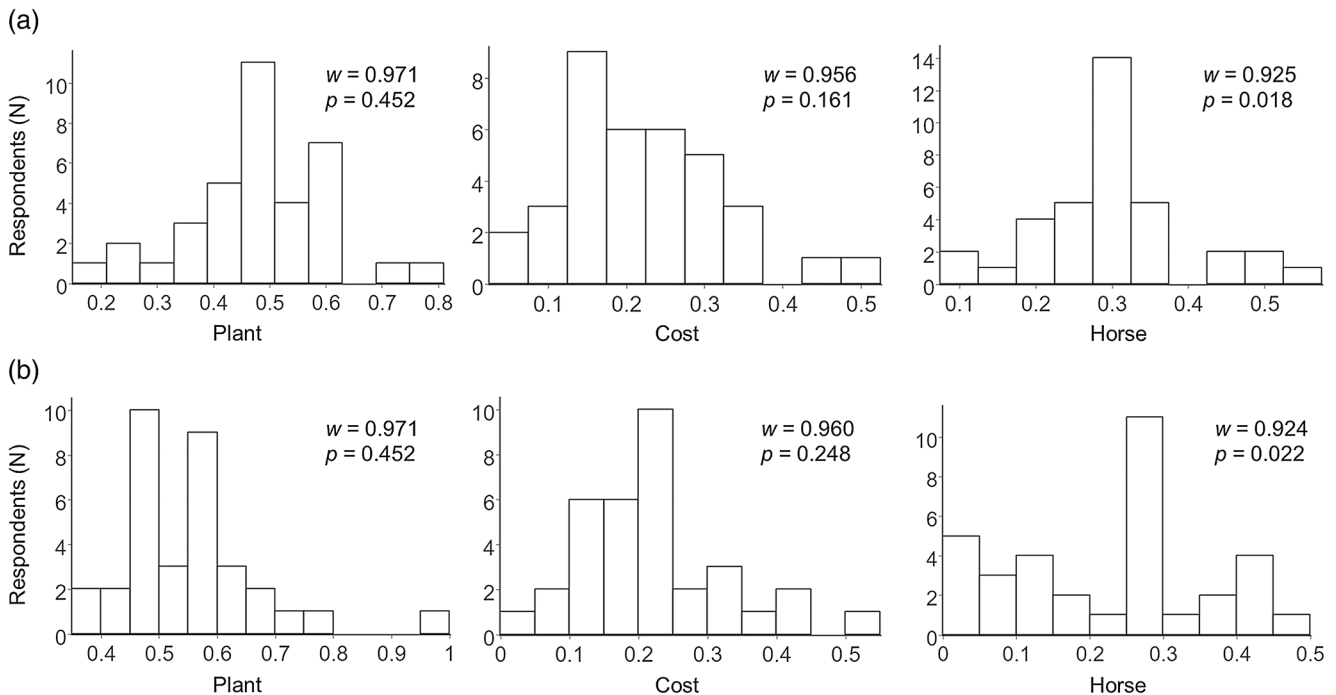 (a)
Respondents (N)
10
8
6
4
2
0
w = 0.971
p = 0.452
0.2 0.3 0.4 0.5 0.6 0.7 0.8
Plant
8
6
4
2
0
w = 0.956
p = 0.161
0.1 0.2 0.3 0.4 0.5
Cost
14
12
10
8
6
4
2
0
w = 0.925
p = 0.018
0.1 0.2 0.3 0.4 0.5
Horse
(b)
Respondents (N)
10
8
6
4
2
0
w = 0.971
p = 0.452
0.4 0.5 0.6 0.7 0.8 0.9 1
Plant
10
8
6
4
2
0
w = 0.960
p = 0.248
0 0.1 0.2 0.3 0.4 0.5
Cost
10
8
6
4
2
0
w = 0.924
p = 0.022
0 0.1 0.2 0.3 0.4 0.5
Horse